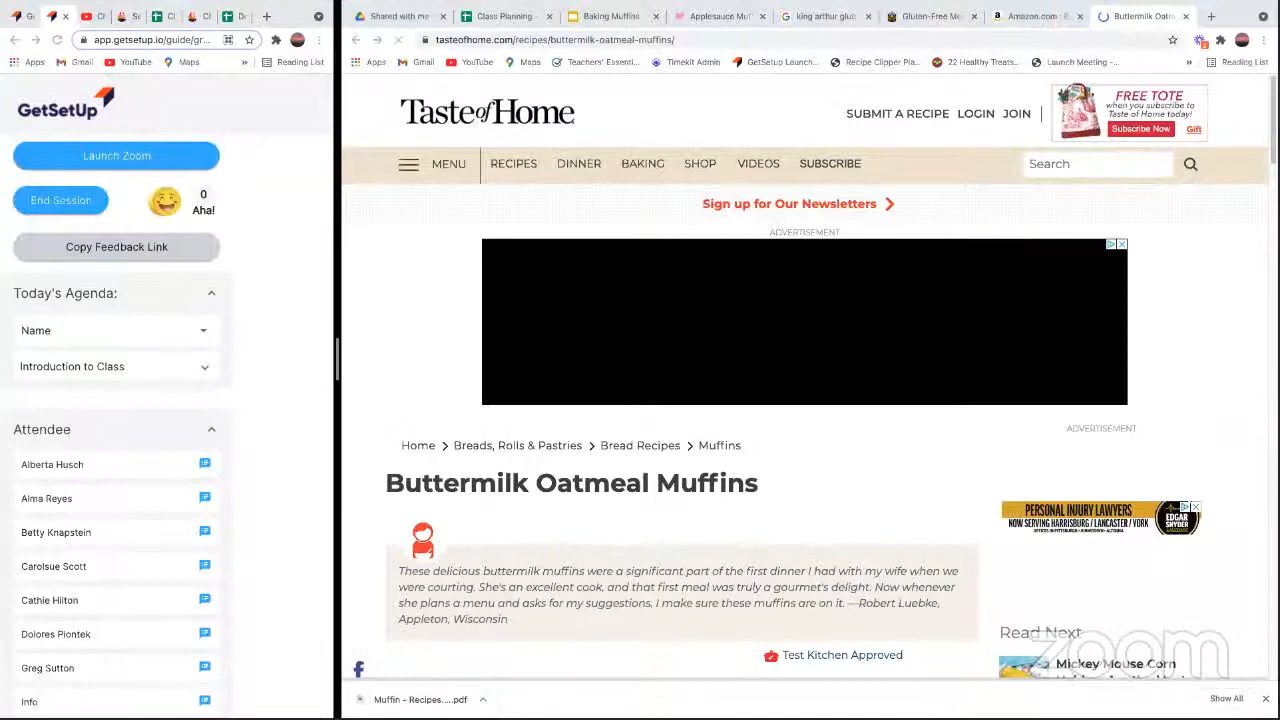 Su
Cl
De
Shared with me
Class Planning -
Baking Muffins
Applesauce Muf
king arthur glut
Gluten-Free Me
Amazon.com : B
Buttermilk Oatm
app.getsetup.io/guide/gr...
tasteofhome.com/recipes/buttermilk-oatmeal-muffins/
Apps
Gmail
YouTube
Maps
»
Reading List
Apps
Gmail
YouTube
Maps
Teachers' Essenti...
Timekit Admin
GetSetup Launch...
Recipe Clipper Pla...
22 Healthy Treats...
Launch Meeting -...
»
Reading List
GetSetUp
Launch Zoom
End Session
0
Aha!
Copy Feedback Link
Today's Agenda:
Name
Introduction to Class
Attendee
Alberta Husch
Alma Reyes
Betty Knapstein
Carolsue Scott
Cathie Hilton
Dolores Piontek
Greg Sutton
Info
Taste of Home
SUBMIT A RECIPE LOGIN JOIN
FREE TOTE
when you subscribe to
Taste of Home today!
Subscribe Now
Gift
MENU
RECIPES
DINNER
BAKING
SHOP
VIDEOS
SUBSCRIBE
Search
Sign up for Our Newsletters
ADVERTISEMENT
ADVERTISEMENT
Home
Breads, Rolls & Pastries
Bread Recipes
Muffins
Buttermilk Oatmeal Muffins
PERSONAL INJURY LAWYERS
NOW SERVING HARRISBURG / LANCASTER / YORK
EDGAR
SNYDER
These delicious buttermilk muffins were a significant part of the first dinner I had with my wife when we
were courting. She's an excellent cook, and that first meal was truly a gourmet's delight. Now whenever
she plans a menu and asks for my suggestions, I make sure these muffins are on it. —Robert Luebke,
Appleton, Wisconsin
Test Kitchen Approved
Read Next
Mickey Mouse Corn
zoom
Muffin - Recipes.....pdf
Show All